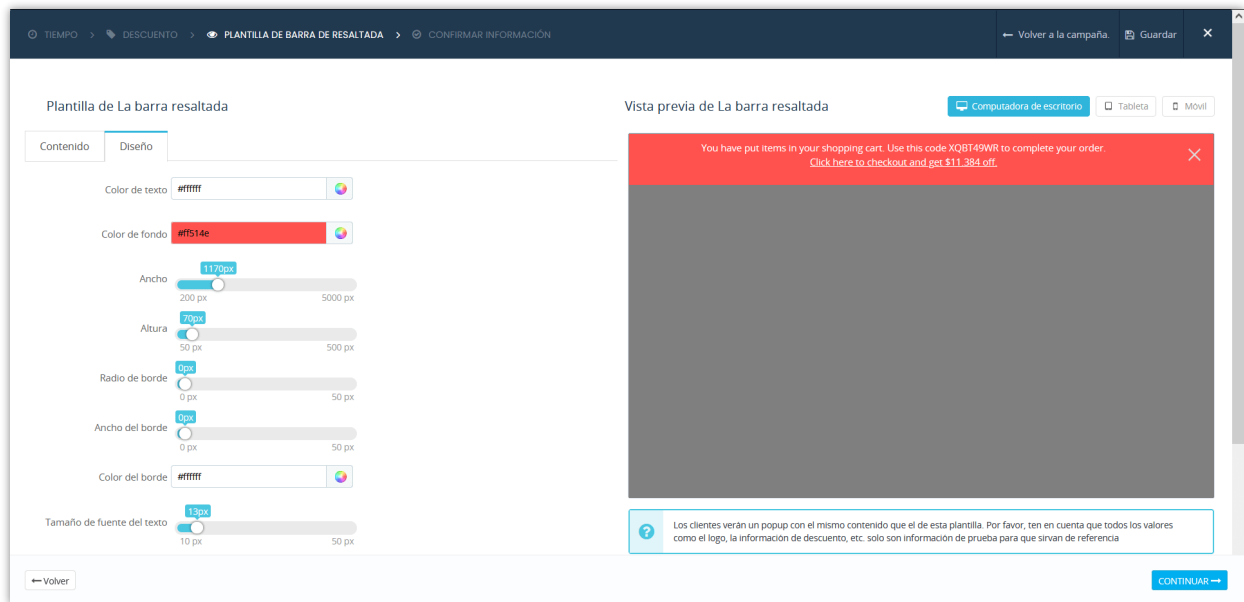 TIEMPO > DESCUENTO > PLANTILLA DE BARRA DE RESALTADA > CONFIRMAR INFORMACIÓN
← Volver a la campaña. Guardar ×
Plantilla de La barra resaltada
Contenido Diseño
Color de texto #ffffff
Color de fondo #ff514e
1170px
Ancho
200 px 5000 px
70px
Altura
50 px 500 px
0px
Radio de borde
0 px 50 px
0px
Ancho del borde
0 px 50 px
Color del borde #ffffff
13px
Tamaño de fuente del texto
10 px 50 px
Vista previa de La barra resaltada
Computadora de escritorio Tableta Móvil
You have put items in your shopping cart. Use this code XQBT49WR to complete your order.
Click here to checkout and get $11.384 off.
Los clientes verán un popup con el mismo contenido que el de esta plantilla. Por favor, ten en cuenta que todos los valores
como el logo, la información de descuento, etc. solo son información de prueba para que sirvan de referencia
← Volver
CONTINUAR →